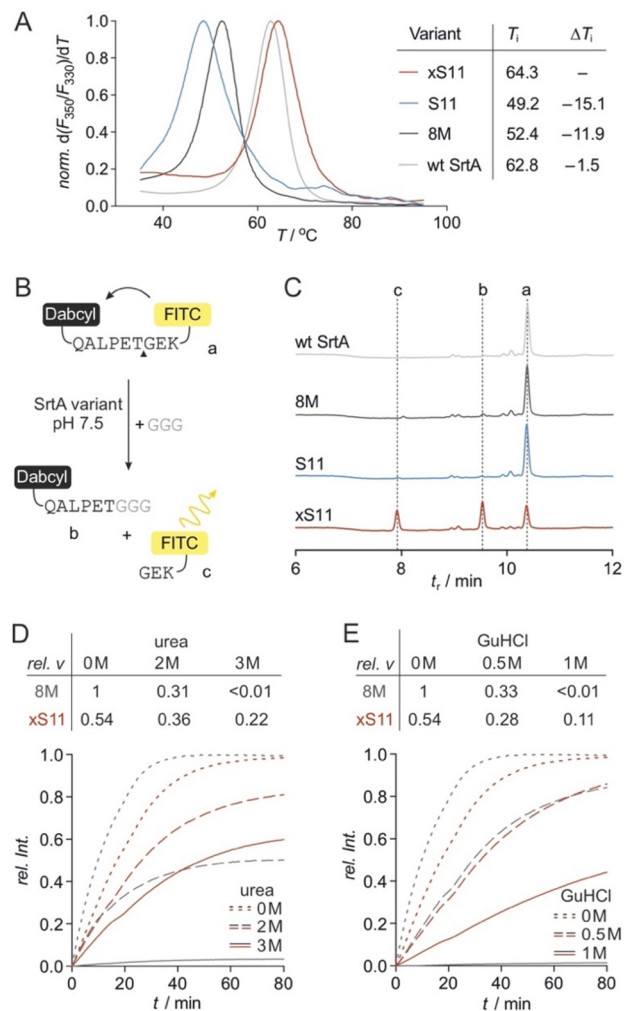 A
norm. d(F350/F330)/dT
1.0
0.8
0.6
0.4
0.2
0.0
40 60 80 100
T / °C
Variant Ti ΔTi
xS11 64.3 –
S11 49.2 –15.1
8M 52.4 –11.9
wt SrtA 62.8 –1.5
B
Dabcyl FITC
QALPETGEK a
SrtA variant
pH 7.5
+ GGG
Dabcyl
QALPETGGG
b + FITC
GEK c
C
c b a
wt SrtA
8M
S11
xS11
6 8 10 12
tr / min
D
urea
rel. v 0M 2M 3M
8M 1 0.31 <0.01
xS11 0.54 0.36 0.22
rel. Int.
1.0
0.8
0.6
0.4
0.2
0.0
0 20 40 60 80
t / min
urea
0M
2M
3M
E
GuHCl
rel. v 0M 0.5M 1M
8M 1 0.33 <0.01
xS11 0.54 0.28 0.11
rel. Int.
1.0
0.8
0.6
0.4
0.2
0.0
0 20 40 60 80
t / min
GuHCl
0M
0.5M
1M